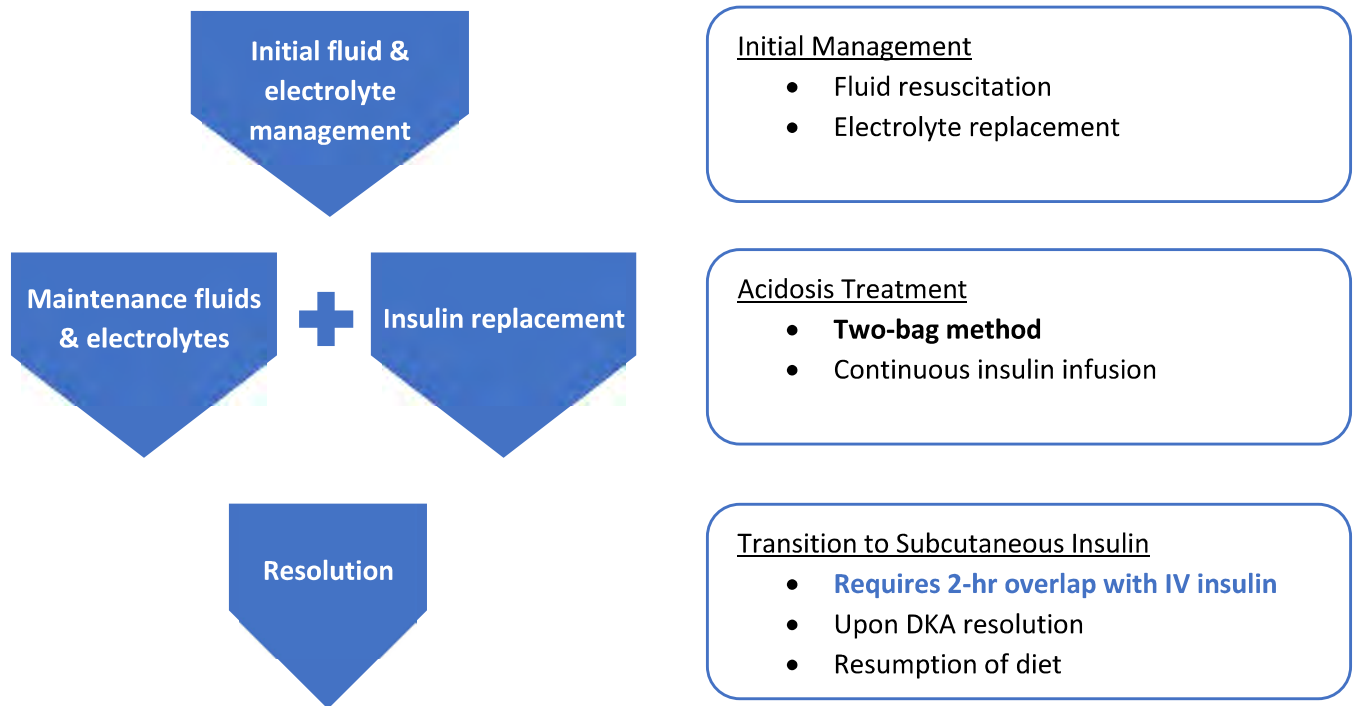 Initial fluid &
electrolyte
management
Initial Management
• Fluid resuscitation
• Electrolyte replacement
Maintenance fluids
& electrolytes
Insulin replacement
Acidosis Treatment
• Two-bag method
• Continuous insulin infusion
Resolution
Transition to Subcutaneous Insulin
• Requires 2-hr overlap with IV insulin
• Upon DKA resolution
• Resumption of diet